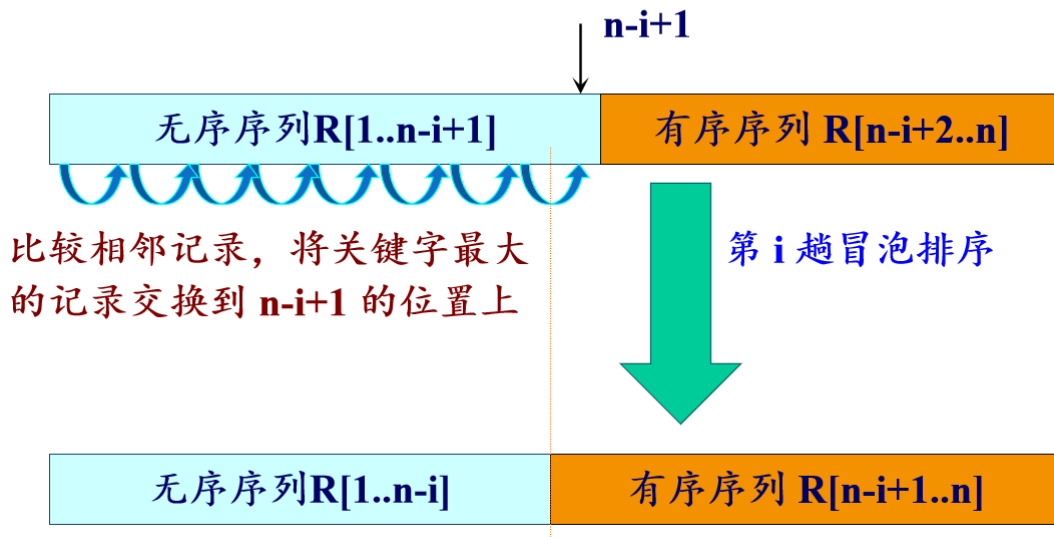 n-i+1
无序序列R[1..n-i+1]
有序序列 R[n-i+2..n]
比较相邻记录，将关键字最大
的记录交换到 n-i+1 的位置上
第 i 趟冒泡排序
无序序列R[1..n-i]
有序序列 R[n-i+1..n]